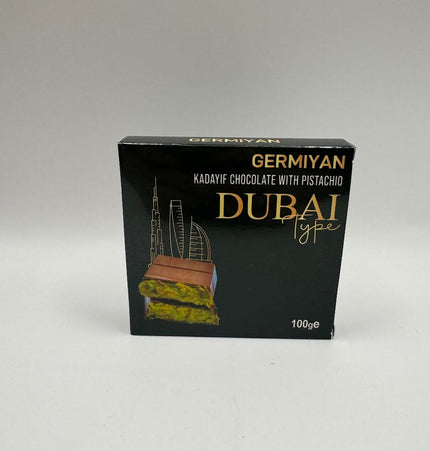 GERMIYAN
GERMIYAN
KADAYIF CHOCOLATE WITH PISTACHIO
DUBAI
Type
100g℮